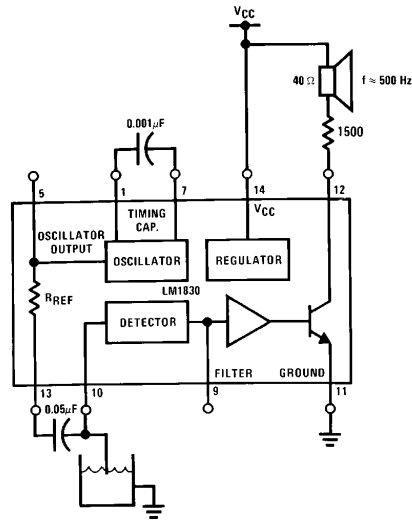 VCC
40 Ω
f ≈ 500 Hz
1500
0.001μF
5
1
7
14
12
TIMING
CAP.
VCC
OSCILLATOR
OUTPUT
OSCILLATOR
REGULATOR
LM1830
RREF
DETECTOR
FILTER
GROUND
13
10
9
11
0.05μF